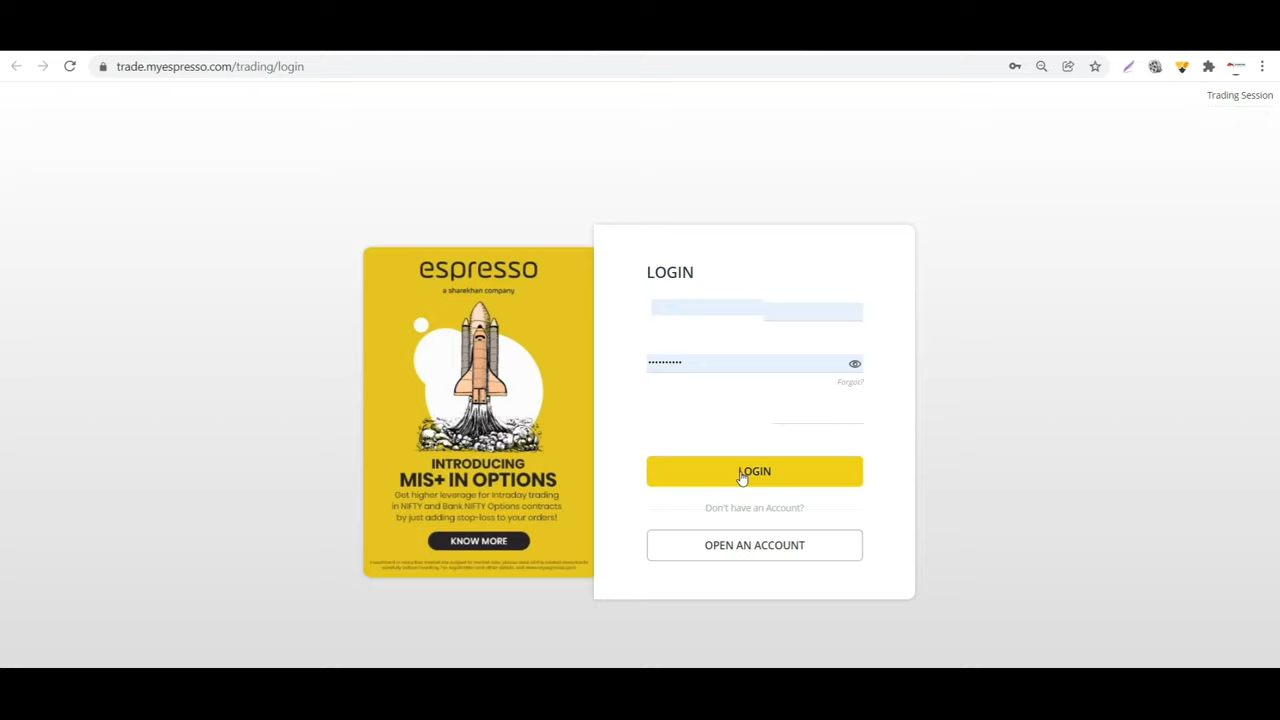 trade.myespresso.com/trading/login
Trading Session
espresso
a sharekhan company
INTRODUCING
MIS+ IN OPTIONS
Get higher leverage for Intraday trading
in NIFTY and Bank NIFTY Options contracts
by just adding stop-loss to your orders!
KNOW MORE
LOGIN
••••••••••
Forgot?
LOGIN
Don't have an Account?
OPEN AN ACCOUNT